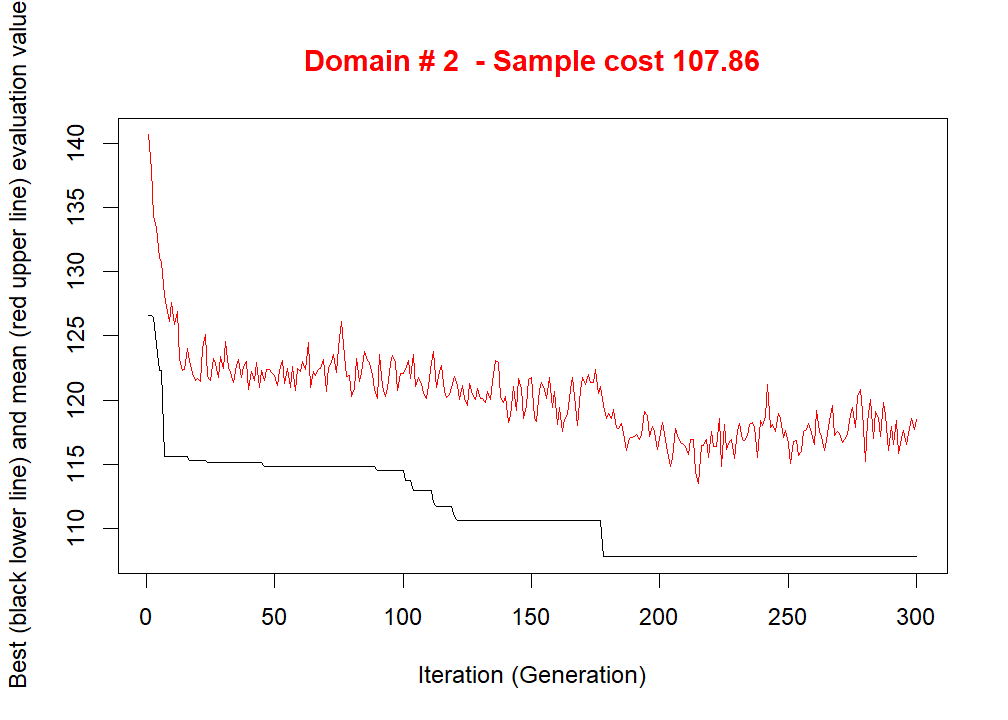 Domain # 2  - Sample cost 107.86
Best (black lower line) and mean (red upper line) evaluation value
140
135
130
125
120
115
110
0 50 100 150 200 250 300
Iteration (Generation)